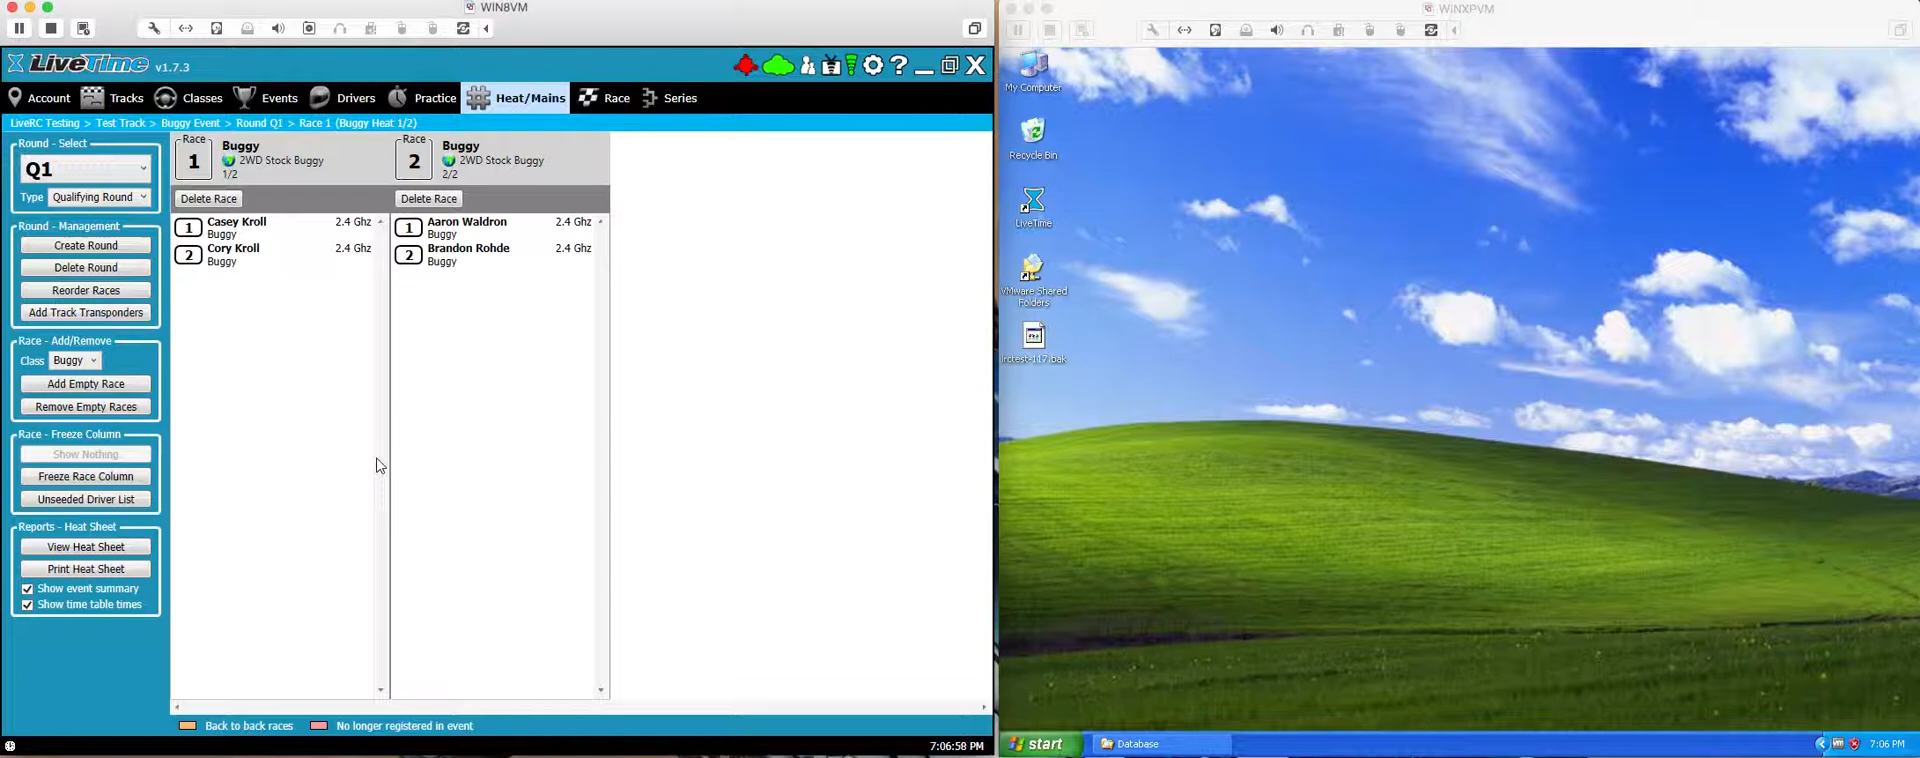 WIN8VM
LiveTime v1.7.3
Account Tracks Classes Events Drivers Practice Heat/Mains Race Series
LiveRC Testing > Test Track > Buggy Event > Round Q1 > Race 1 (Buggy Heat 1/2)
Round - Select
Q1
Type Qualifying Round
Round - Management
Create Round
Delete Round
Reorder Races
Add Track Transponders
Race - Add/Remove
Class Buggy
Add Empty Race
Remove Empty Races
Race - Freeze Column
Show Nothing
Freeze Race Column
Unseeded Driver List
Reports - Heat Sheet
View Heat Sheet
Print Heat Sheet
Show event summary
Show time table times
Race
1
Buggy
2WD Stock Buggy
1/2
Delete Race
1 Casey Kroll 2.4 Ghz
Buggy
2 Cory Kroll 2.4 Ghz
Buggy
Race
2
Buggy
2WD Stock Buggy
2/2
Delete Race
1 Aaron Waldron 2.4 Ghz
Buggy
2 Brandon Rohde 2.4 Ghz
Buggy
Back to back races No longer registered in event
7:06:58 PM
WINXPVM
My Computer
Recycle Bin
LiveTime
VMware Shared
Folders
lrctest-117.bak
start
Database
7:06 PM